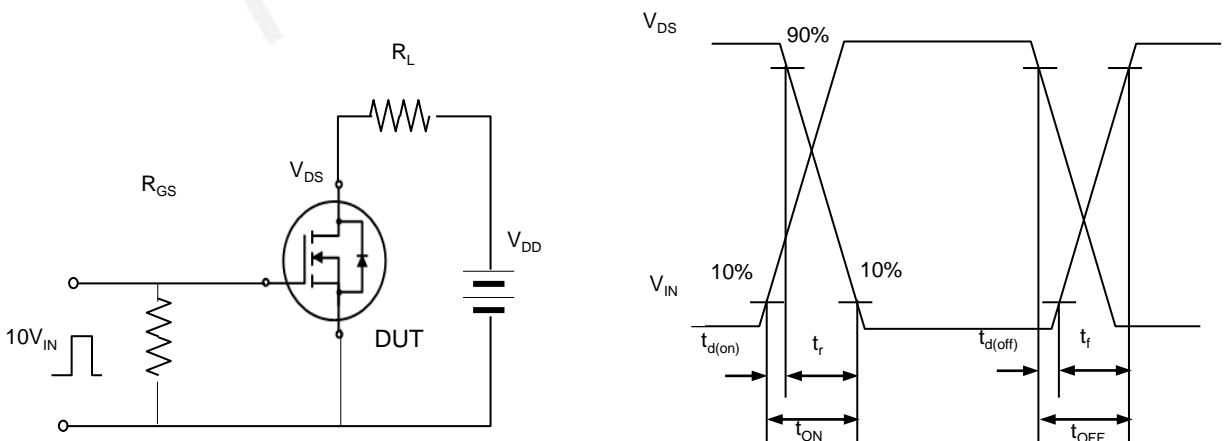 R_L
R_GS
V_DS
V_DD
10V_IN
DUT
V_DS
90%
10%
10%
V_IN
t_d(on)
t_r
t_d(off)
t_f
t_ON
t_OFF